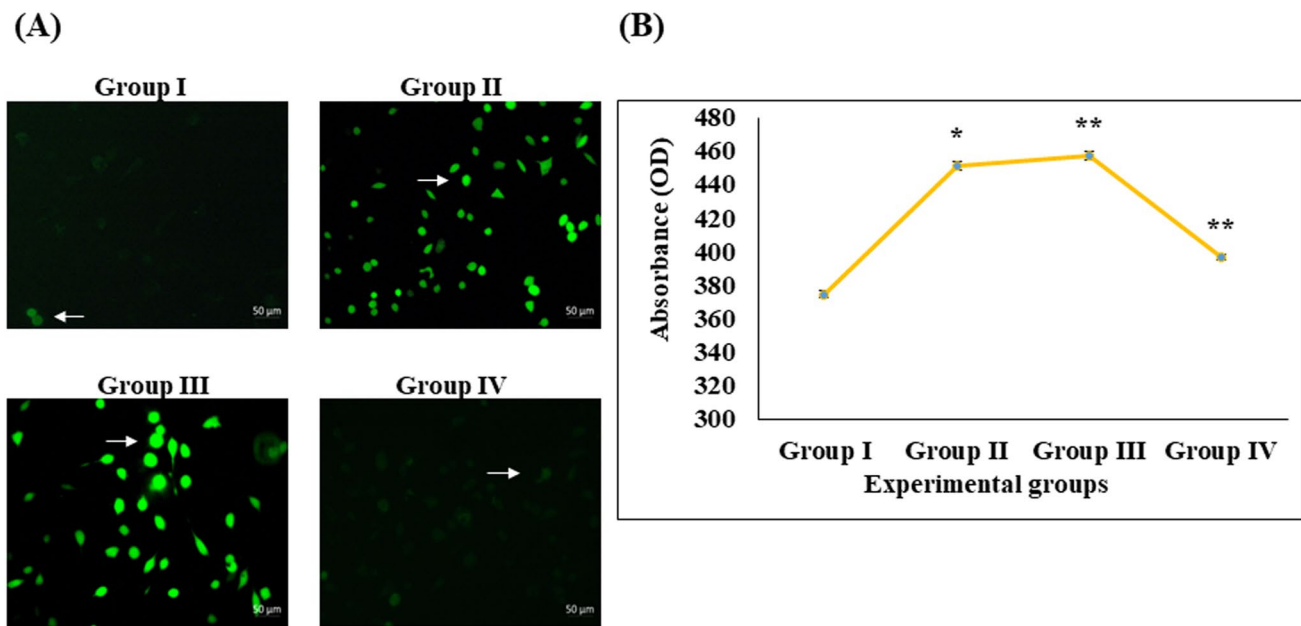 (A)
Group I
50 µm
Group II
50 µm
Group III
50 µm
Group IV
50 µm
(B)
Absorbance (OD)
480
460
440
420
400
380
360
340
320
300
*
**
**
Group I Group II Group III Group IV
Experimental groups